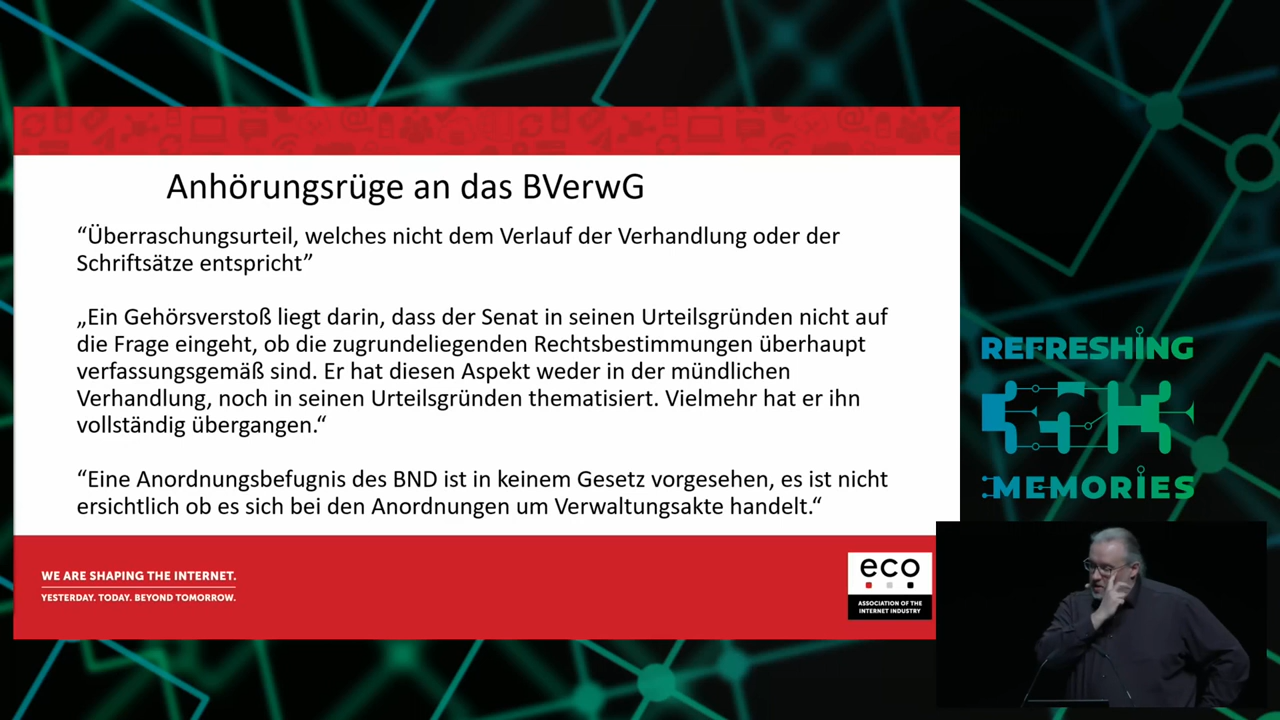 Anhörungsrüge an das BVerwG
“Überraschungsurteil, welches nicht dem Verlauf der Verhandlung oder der
Schriftsätze entspricht”
„Ein Gehörsverstoß liegt darin, dass der Senat in seinen Urteilsgründen nicht auf
die Frage eingeht, ob die zugrundeliegenden Rechtsbestimmungen überhaupt
verfassungsgemäß sind. Er hat diesen Aspekt weder in der mündlichen
Verhandlung, noch in seinen Urteilsgründen thematisiert. Vielmehr hat er ihn
vollständig übergangen.“
“Eine Anordnungsbefugnis des BND ist in keinem Gesetz vorgesehen, es ist nicht
ersichtlich ob es sich bei den Anordnungen um Verwaltungsakte handelt.“
WE ARE SHAPING THE INTERNET.
YESTERDAY. TODAY. BEYOND TOMORROW.
eco
ASSOCIATION OF THE
INTERNET INDUSTRY
REFRESHING
35C3
MEMORIES